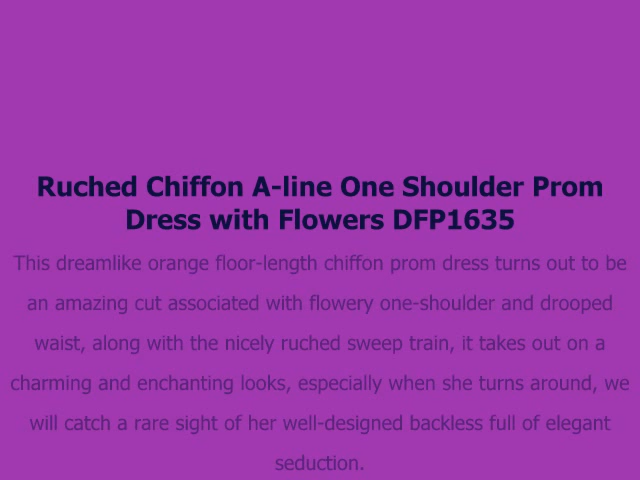 Ruched Chiffon A-line One Shoulder Prom
Dress with Flowers DFP1635
This dreamlike orange floor-length chiffon prom dress turns out to be
an amazing cut associated with flowery one-shoulder and drooped
waist, along with the nicely ruched sweep train, it takes out on a
charming and enchanting looks, especially when she turns around, we
will catch a rare sight of her well-designed backless full of elegant
seduction.